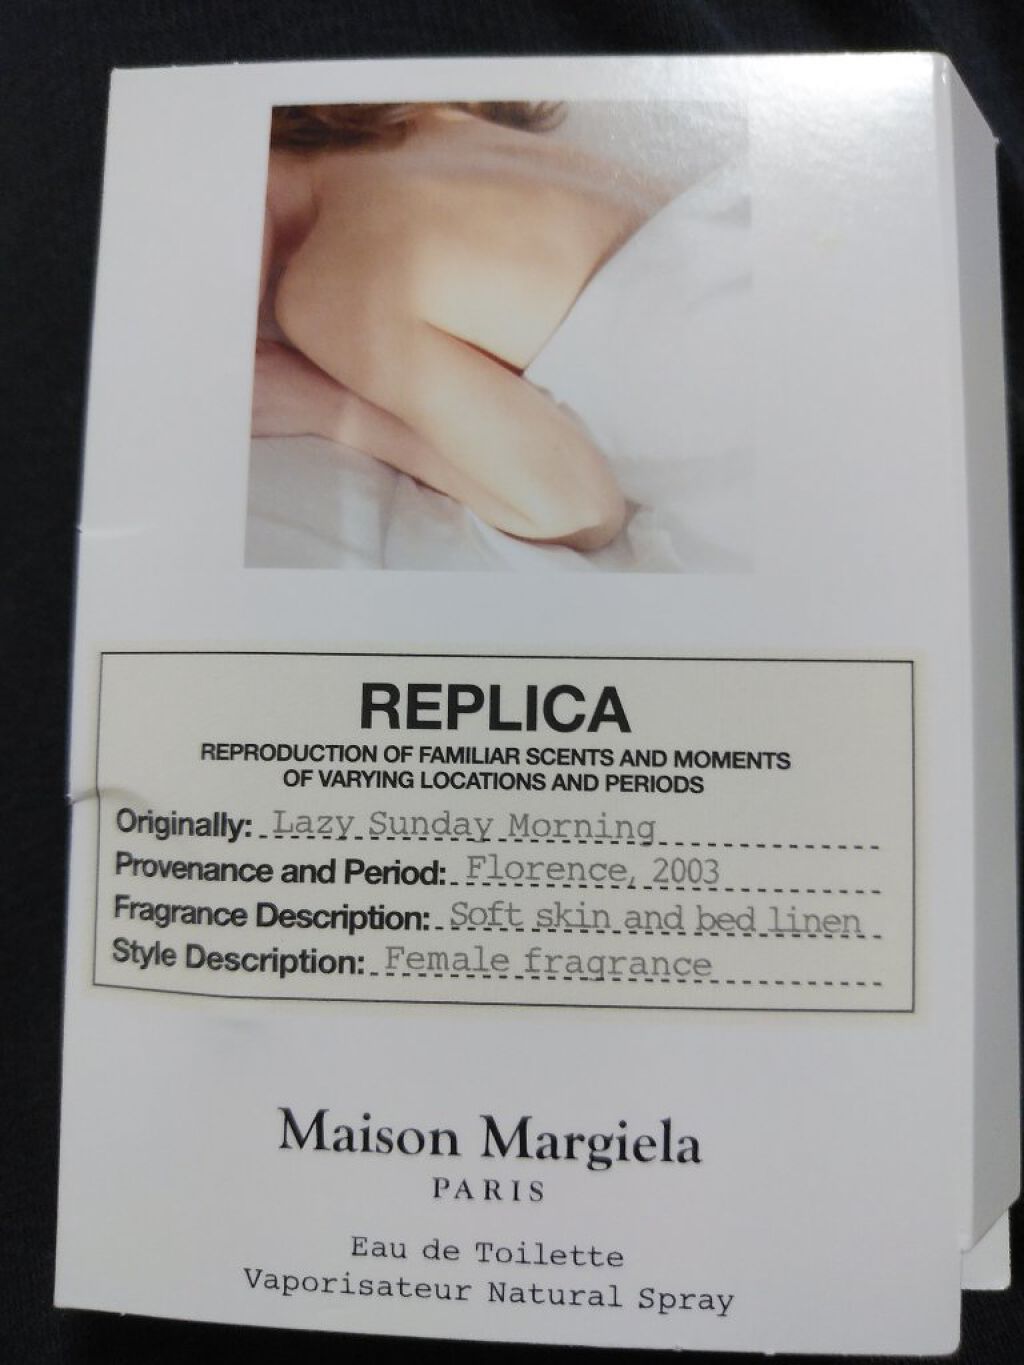 REPLICA
REPRODUCTION OF FAMILIAR SCENTS AND MOMENTS
OF VARYING LOCATIONS AND PERIODS
Originally: Lazy Sunday Morning
Provenance and Period: Florence, 2003
Fragrance Description: Soft skin and bed linen
Style Description: Female fragrance
Maison Margiela
PARIS
Eau de Toilette
Vaporisateur Natural Spray